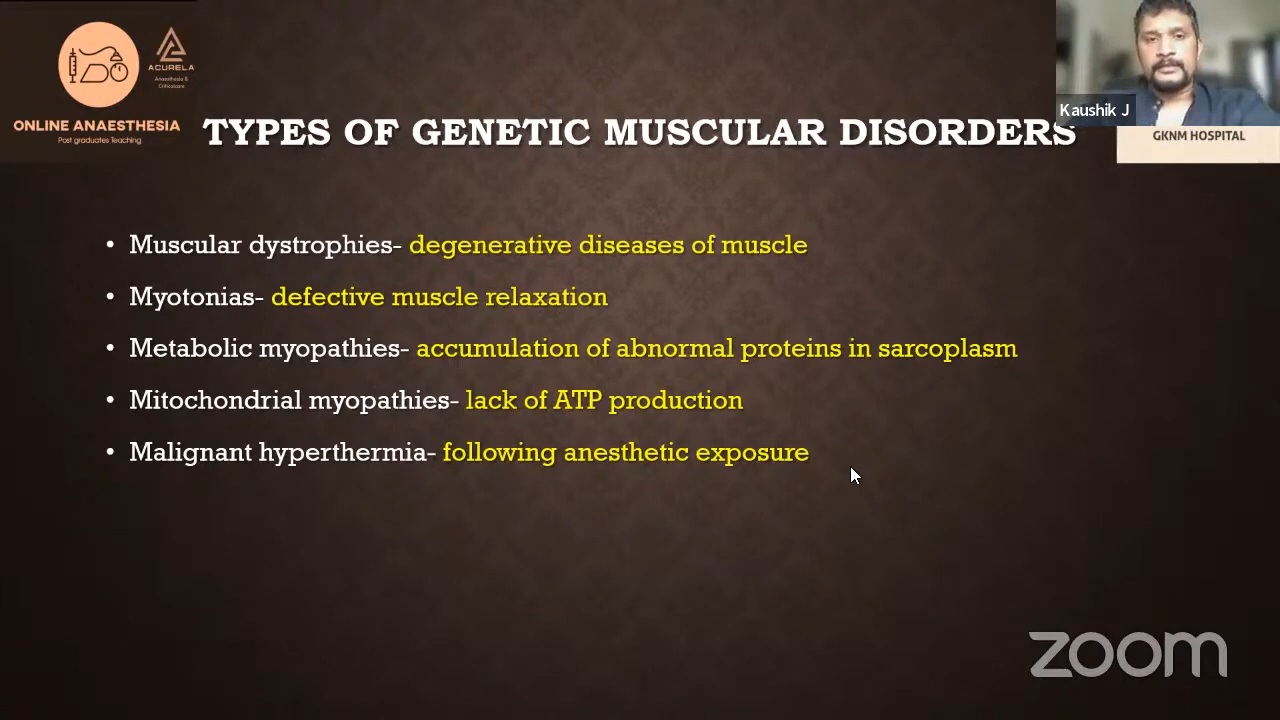 ACURELA
Anaesthesia &
Criticalcare
ONLINE ANAESTHESIA
Post graduates Teaching
Kaushik J
GKNM HOSPITAL
TYPES OF GENETIC MUSCULAR DISORDERS
• Muscular dystrophies- degenerative diseases of muscle
• Myotonias- defective muscle relaxation
• Metabolic myopathies- accumulation of abnormal proteins in sarcoplasm
• Mitochondrial myopathies- lack of ATP production
• Malignant hyperthermia- following anesthetic exposure
zoom